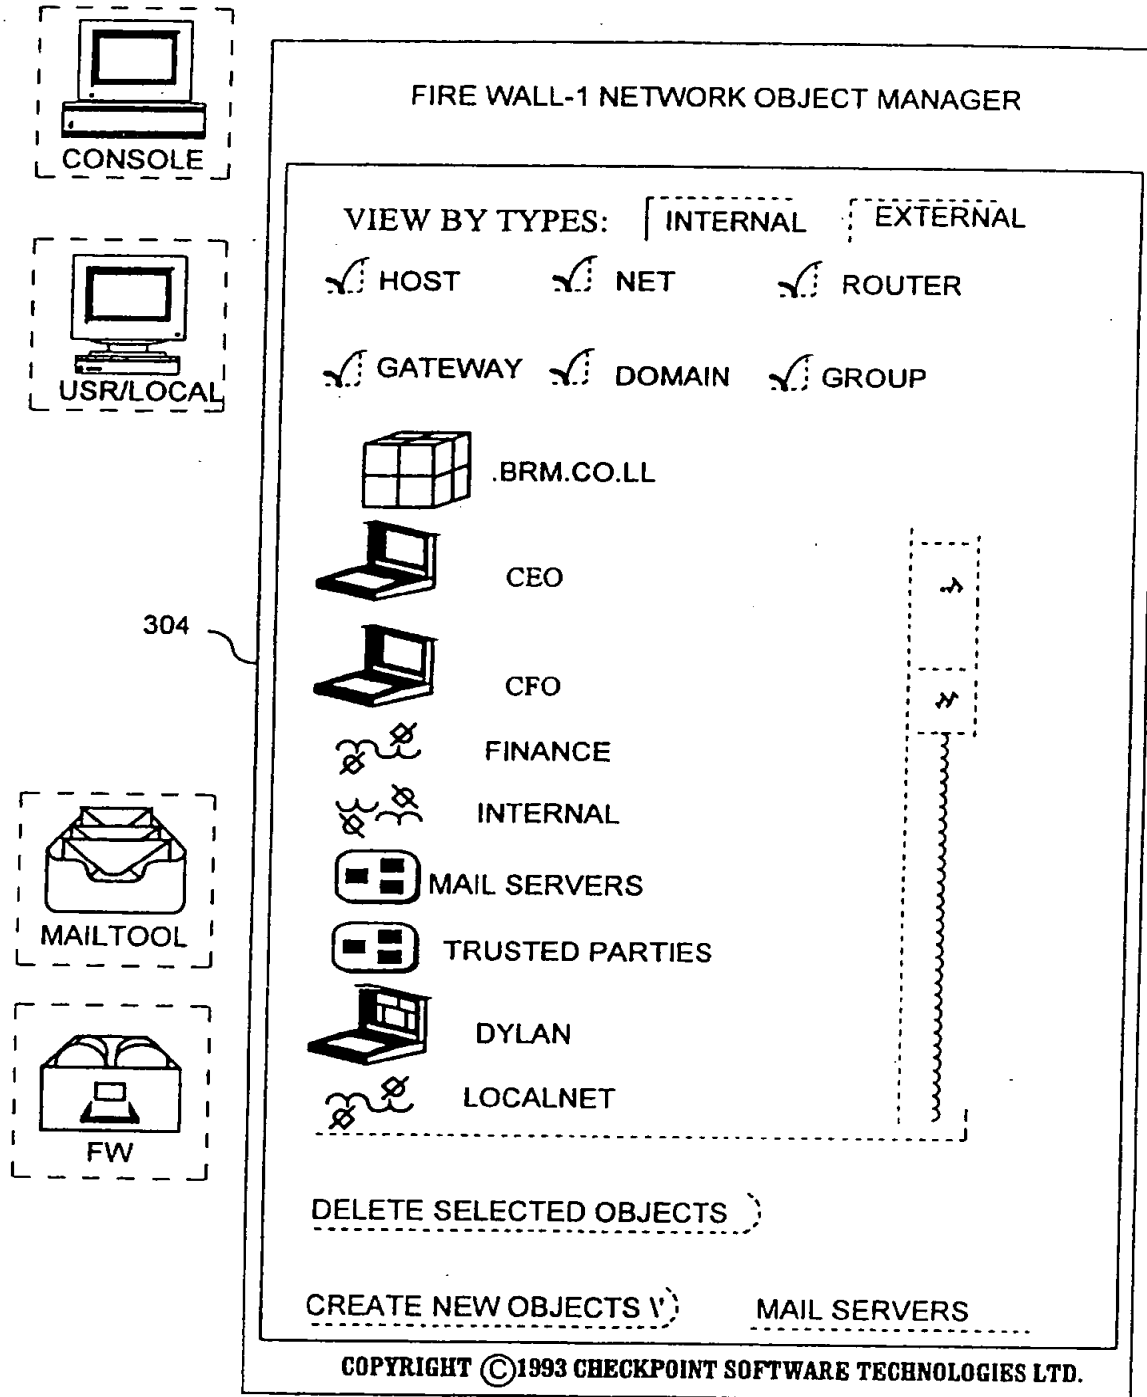 CONSOLE
USR/LOCAL
304
MAILTOOL
FW
FIRE WALL-1 NETWORK OBJECT MANAGER
VIEW BY TYPES: INTERNAL EXTERNAL
HOST NET ROUTER
GATEWAY DOMAIN GROUP
.BRM.CO.LL
CEO
CFO
FINANCE
INTERNAL
MAIL SERVERS
TRUSTED PARTIES
DYLAN
LOCALNET
DELETE SELECTED OBJECTS
CREATE NEW OBJECTS MAIL SERVERS
COPYRIGHT ©1993 CHECKPOINT SOFTWARE TECHNOLOGIES LTD.